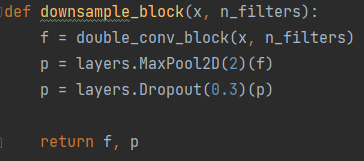 def downsample_block(x, n_filters):
    f = double_conv_block(x, n_filters)
    p = layers.MaxPool2D(2)(f)
    p = layers.Dropout(0.3)(p)

    return f, p